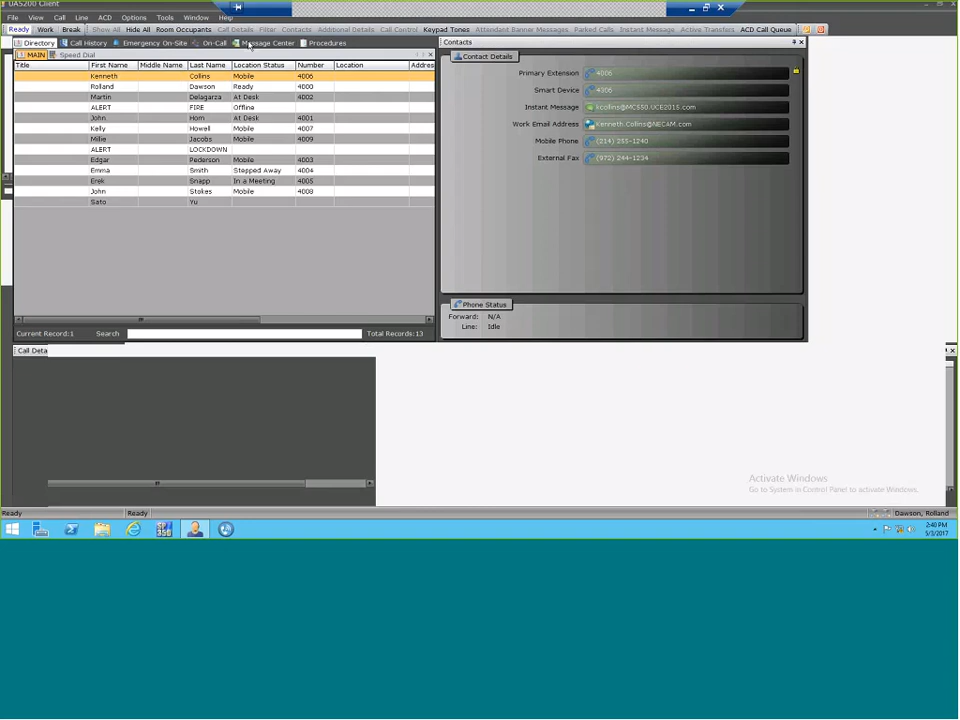 UA5200 Client
File View Call Line ACD Options Tools Window Help
Ready Work Break Show All Hide All Room Occupants Call Details Filter Contacts Additional Details Call Control Keypad Tones Attendant Banner Messages Parked Calls Instant Message Active Transfers ACD Call Queue
Directory Call History Emergency On-Site On-Call Message Center Procedures
MAIN Speed Dial
Title First Name Middle Name Last Name Location Status Number Location Addres
Kenneth Collins Mobile 4006
Rolland Dawson Ready 4000
Martin Delagarza At Desk 4002
ALERT FIRE Offline
John Horn At Desk 4001
Kelly Howell Mobile 4007
Millie Jacobs Mobile 4009
ALERT LOCKDOWN
Edgar Pederson Mobile 4003
Emma Smith Stepped Away 4004
Erek Snapp In a Meeting 4005
John Stokes Mobile 4008
Sato Yu
Current Record:1 Search Total Records:13
Contacts
Contact Details
Primary Extension 4006
Smart Device 4306
Instant Message kcollins@MC550.UCE2015.com
Work Email Address Kenneth.Collins@NECAM.com
Mobile Phone (214) 255-1240
External Fax (972) 244-1234
Phone Status
Forward: N/A
Line: Idle
Call Deta
Activate Windows
Go to System in Control Panel to activate Windows.
Ready Ready Dawson, Rolland
2:40 PM
5/3/2017